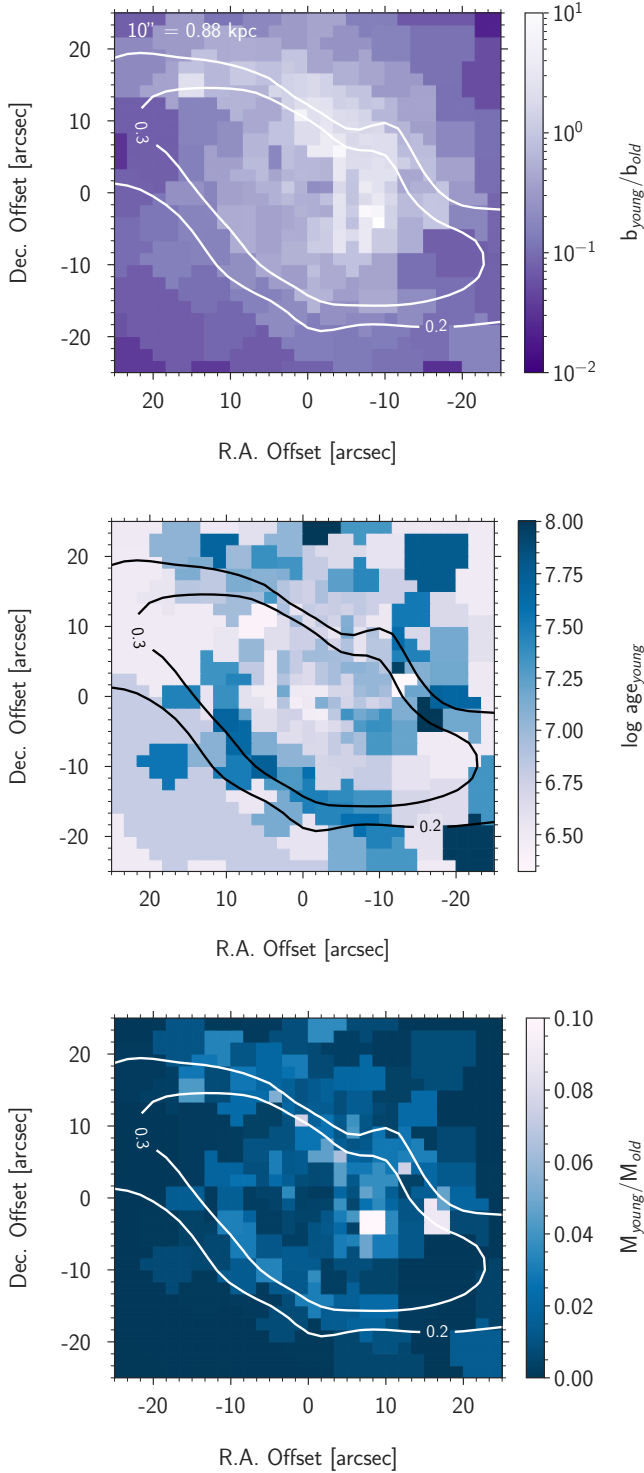 10" = 0.88 kpc
0.3
0.2
20
10
0
-10
-20
Dec. Offset [arcsec]
20 10 0 -10 -20
R.A. Offset [arcsec]
10^1
10^0
10^-1
10^-2
b_young/b_old
0.3
0.2
20
10
0
-10
-20
Dec. Offset [arcsec]
20 10 0 -10 -20
R.A. Offset [arcsec]
8.00
7.75
7.50
7.25
7.00
6.75
6.50
log age_young
0.3
0.2
20
10
0
-10
-20
Dec. Offset [arcsec]
-20 -10 0 10 20
R.A. Offset [arcsec]
0.10
0.08
0.06
0.04
0.02
0.00
M_young/M_old